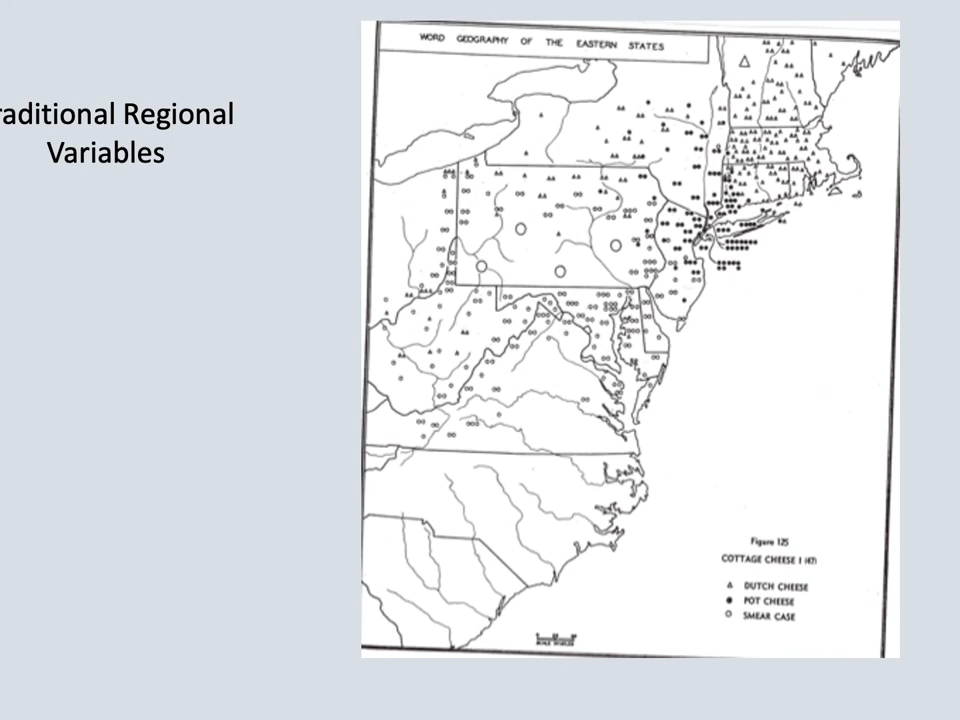 raditional Regional
Variables
WORD GEOGRAPHY OF THE EASTERN STATES
Figure 125
COTTAGE CHEESE I (47)
DUTCH CHEESE
POT CHEESE
SMEAR CASE